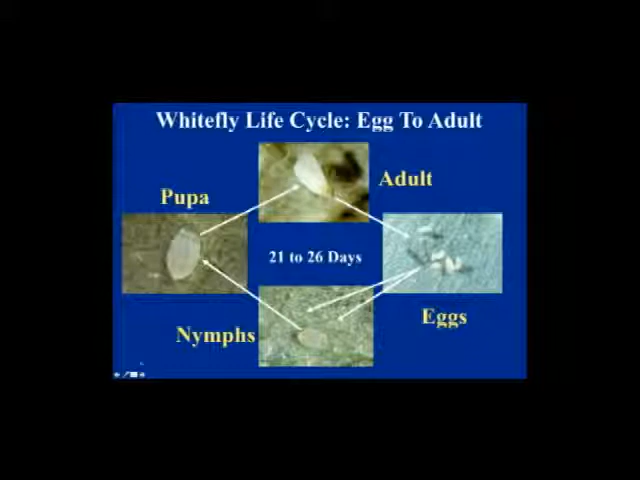 Whitefly Life Cycle: Egg To Adult
Adult
Pupa
21 to 26 Days
Eggs
Nymphs